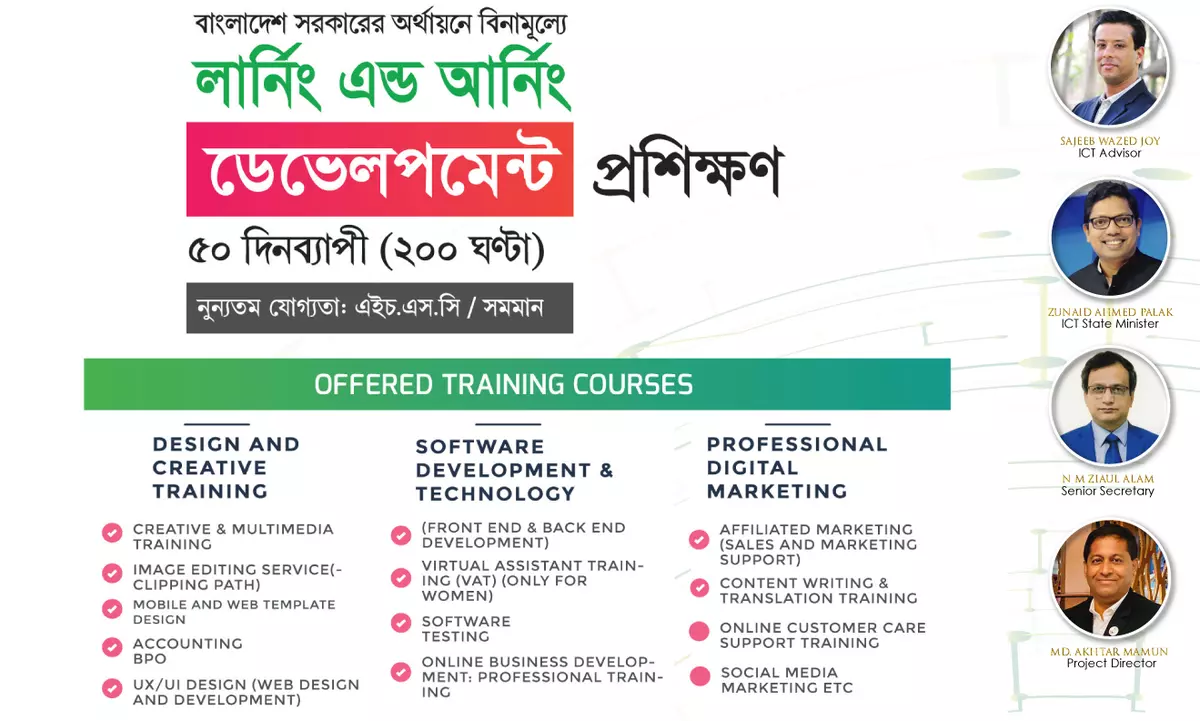 বাংলাদেশ সরকারের অর্থায়নে বিনামূল্যে
লার্নিং এন্ড আর্নিং
ডেভেলপমেন্ট প্রশিক্ষণ
৫০ দিনব্যাপী (২০০ ঘণ্টা)
নুন্যতম যোগ্যতা: এইচ.এস.সি / সমমান
OFFERED TRAINING COURSES
DESIGN AND
CREATIVE
TRAINING
CREATIVE & MULTIMEDIA
TRAINING
IMAGE EDITING SERVICE(-
CLIPPING PATH)
MOBILE AND WEB TEMPLATE
DESIGN
ACCOUNTING
BPO
UX/UI DESIGN (WEB DESIGN
AND DEVELOPMENT)
SOFTWARE
DEVELOPMENT &
TECHNOLOGY
(FRONT END & BACK END
DEVELOPMENT)
VIRTUAL ASSISTANT TRAIN-
ING (VAT) (ONLY FOR
WOMEN)
SOFTWARE
TESTING
ONLINE BUSINESS DEVELOP-
MENT: PROFESSIONAL TRAIN-
ING
PROFESSIONAL
DIGITAL
MARKETING
AFFILIATED MARKETING
(SALES AND MARKETING
SUPPORT)
CONTENT WRITING &
TRANSLATION TRAINING
ONLINE CUSTOMER CARE
SUPPORT TRAINING
SOCIAL MEDIA
MARKETING ETC
SAJEEB WAZED JOY
ICT Advisor
ZUNAID AHMED PALAK
ICT State Minister
N M ZIAUL ALAM
Senior Secretary
MD. AKHTAR MAMUN
Project Director